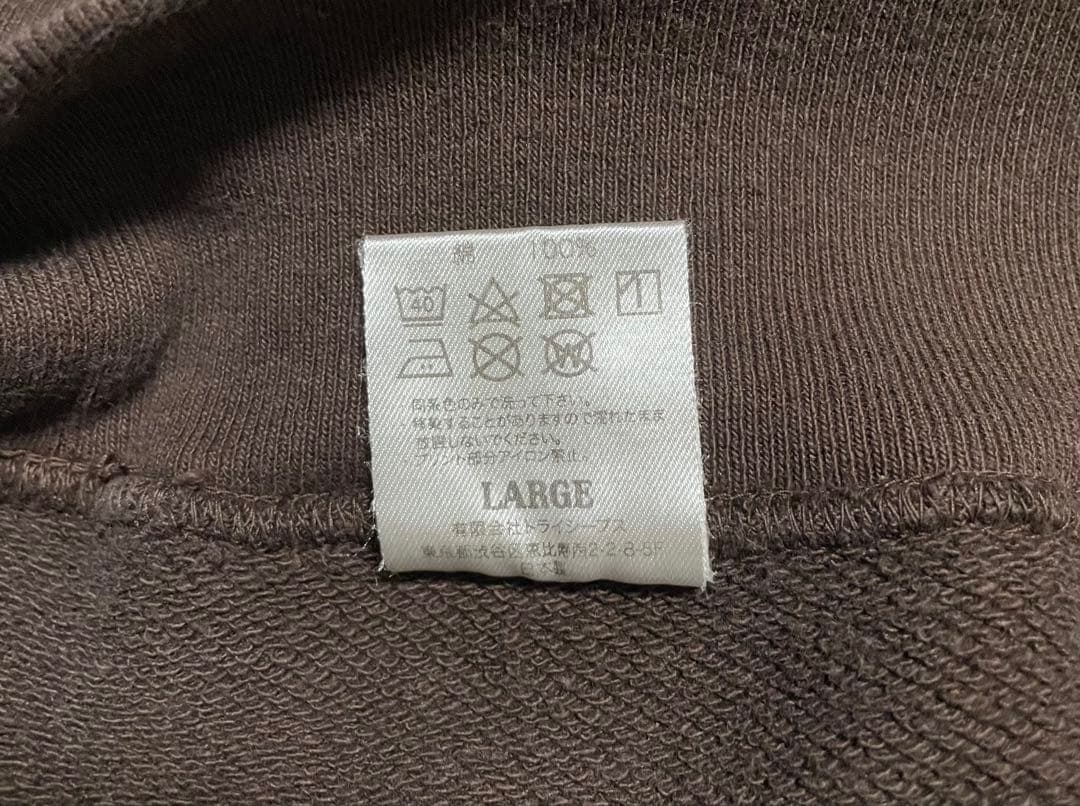 綿 100%
40
W
同系色のみで洗って下さい。
移染することがありますので濡れたまま
放置しないでください。
プリント部分アイロン禁止。
LARGE
有限会社トライシープス
東京都渋谷区恵比寿西2-2-8-5F
日本製